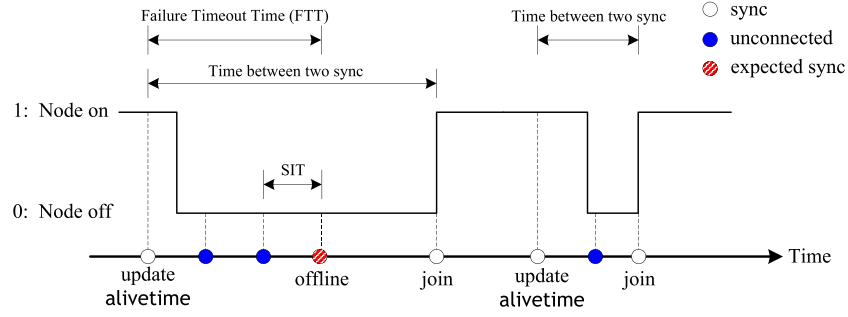 Failure Timeout Time (FTT)
Time between two sync
sync
unconnected
expected sync
Time between two sync
1: Node on
SIT
0: Node off
Time
update
alivetime
offline
join
update
alivetime
join